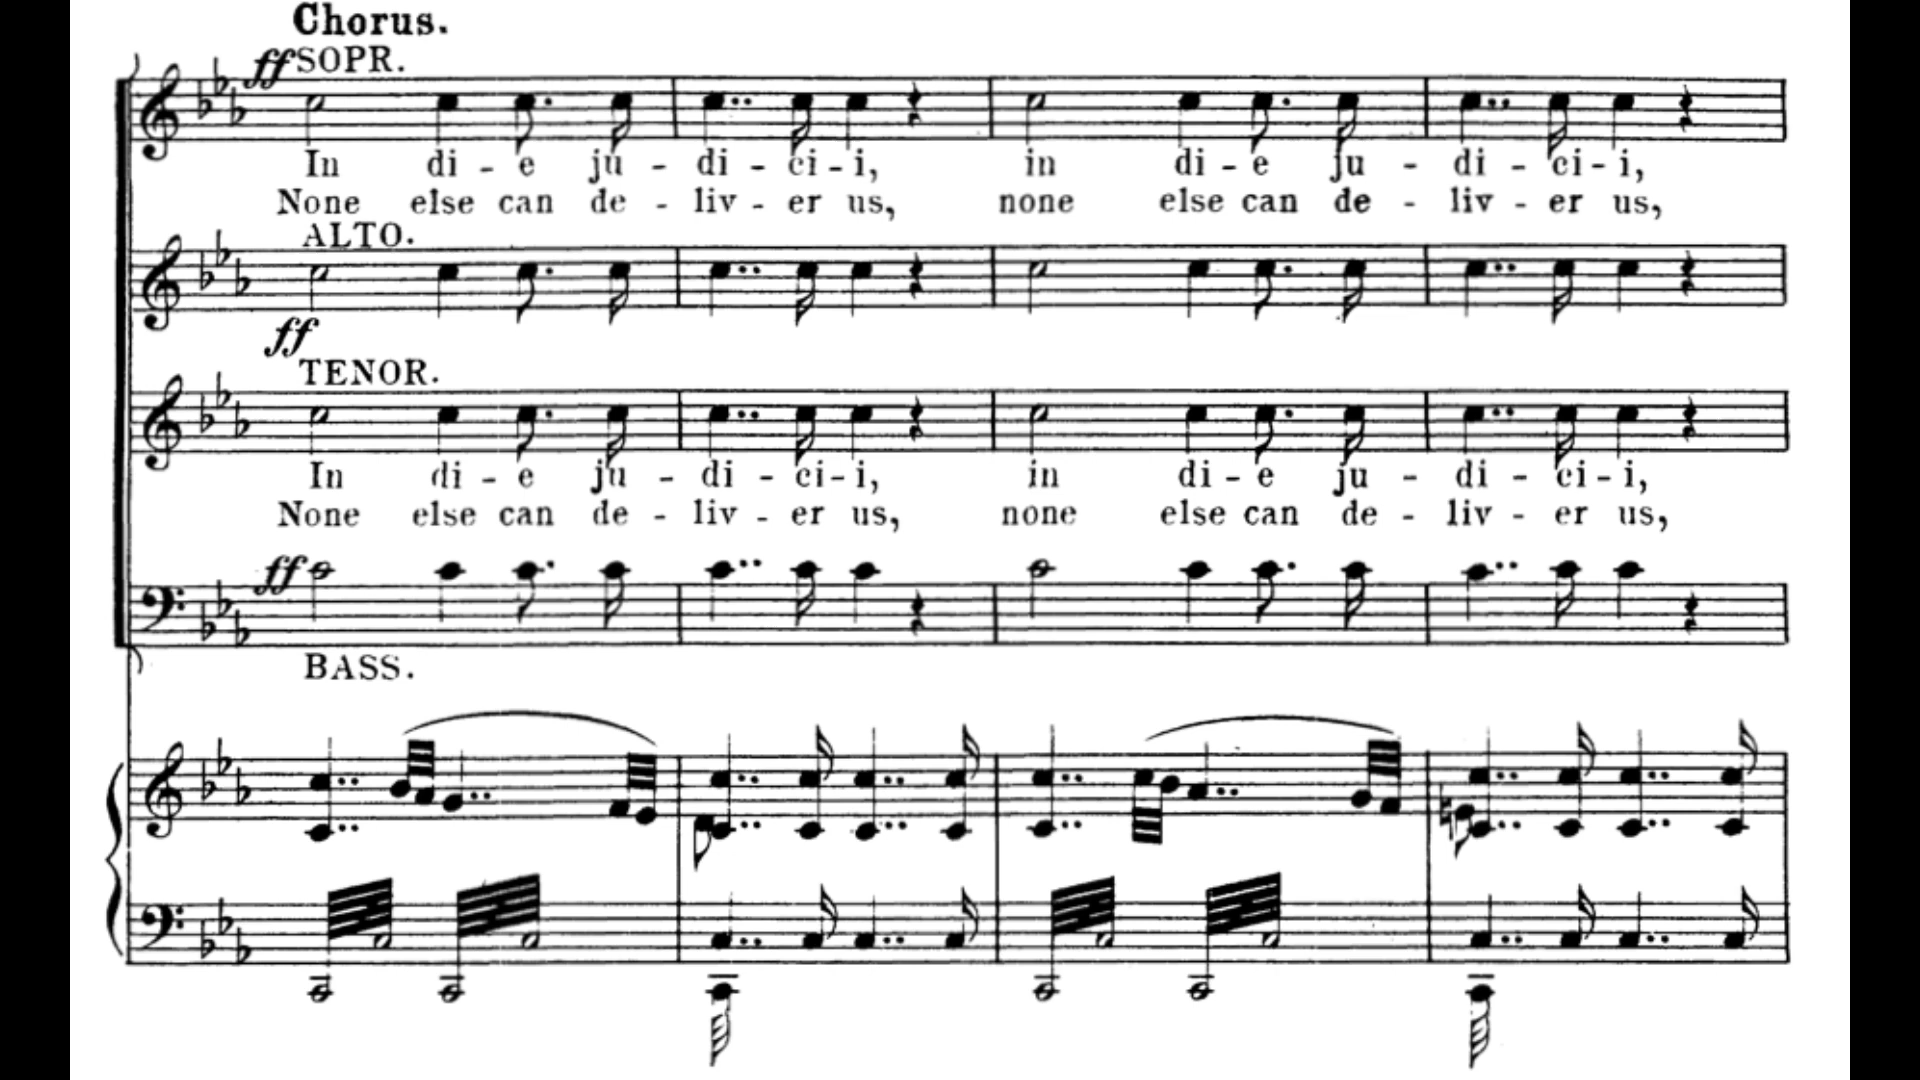 Chorus.
ff SOPR.
In di - e ju - di - ci - i, in di - e ju - di - ci - i,
None else can de - liv - er us, none else can de - liv - er us,
ALTO.
ff
TENOR.
In di - e ju - di - ci - i, in di - e ju - di - ci - i,
None else can de - liv - er us, none else can de - liv - er us,
ff
BASS.